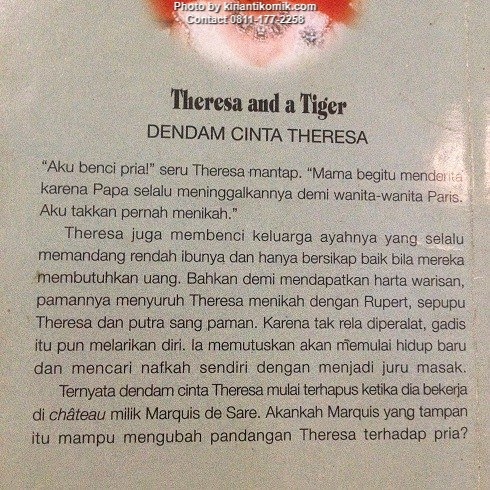 Photo by kinantikomik.com
Contact 0811-177-2258
Theresa and a Tiger
DENDAM CINTA THERESA
"Aku benci pria!" seru Theresa mantap. "Mama begitu menderita
karena Papa selalu meninggalkannya demi wanita-wanita Paris.
Aku takkan pernah menikah."
Theresa juga membenci keluarga ayahnya yang selalu
memandang rendah ibunya dan hanya bersikap baik bila mereka
membutuhkan uang. Bahkan demi mendapatkan harta warisan,
pamannya menyuruh Theresa menikah dengan Rupert, sepupu
Theresa dan putra sang paman. Karena tak rela diperalat, gadis
itu pun melarikan diri. Ia memutuskan akan memulai hidup baru
dan mencari nafkah sendiri dengan menjadi juru masak.
Ternyata dendam cinta Theresa mulai terhapus ketika dia bekerja
di château milik Marquis de Sare. Akankah Marquis yang tampan
itu mampu mengubah pandangan Theresa terhadap pria?